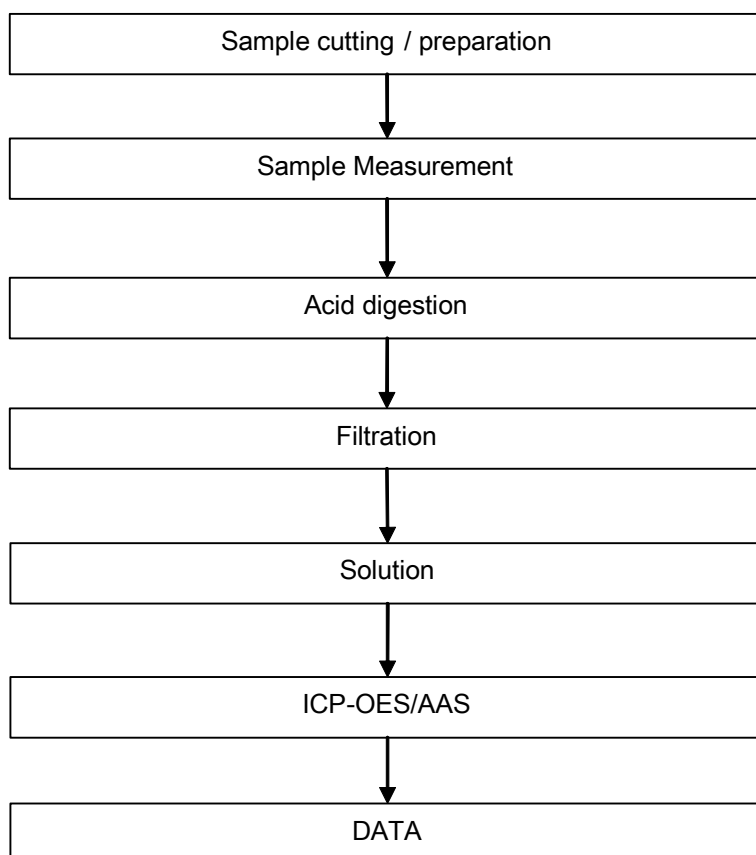 Sample cutting / preparation
Sample Measurement
Acid digestion
Filtration
Solution
ICP-OES/AAS
DATA